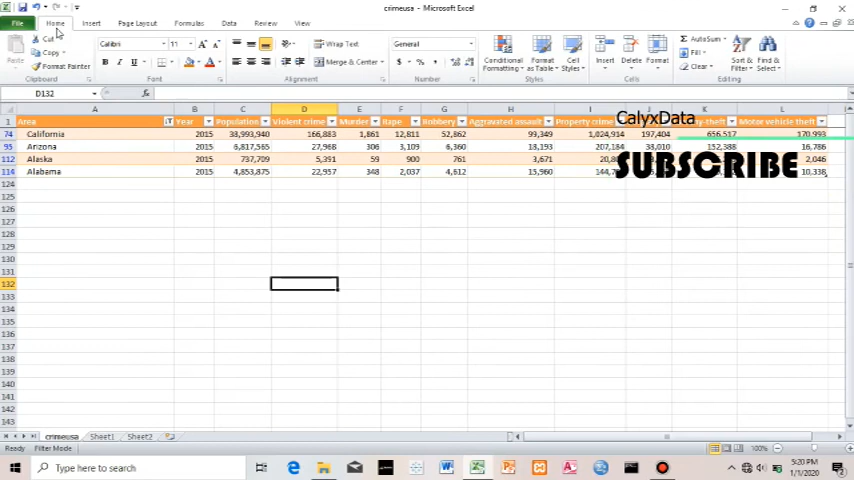 crimeusa - Microsoft Excel
File Home Insert Page Layout Formulas Data Review View
Cut Calibri 11 Wrap Text General AutoSum
Copy Fill
Paste Format Painter B I U Merge & Center $ % , Conditional Formatting Format as Table Cell Styles Insert Delete Format Clear Sort & Filter Find & Select
Clipboard Font Alignment Number Styles Cells Editing
D132 fx
A B C D E F G H I J K L
CalyxData
1 Area Year Population Violent crime Murder Rape Robbery Aggravated assault Property crime Motor vehicle theft
74 California 2015 38,993,940 166,883 1,861 12,811 52,862 99,349 1,024,914 197,404 656,517 170,993
95 Arizona 2015 6,817,565 27,968 306 3,109 6,360 18,193 207,184 38,010 152,388 16,786
112 Alaska 2015 737,709 5,391 59 900 761 3,671 2,046
114 Alabama 2015 4,853,875 22,957 348 2,037 4,612 15,960 10,338
SUBSCRIBE
124
125
126
127
128
129
130
131
132
133
134
135
136
137
138
139
140
141
142
143
crimeusa Sheet1 Sheet2
Ready Filter Mode 100%
Type here to search
5:20 PM
1/1/2020
2